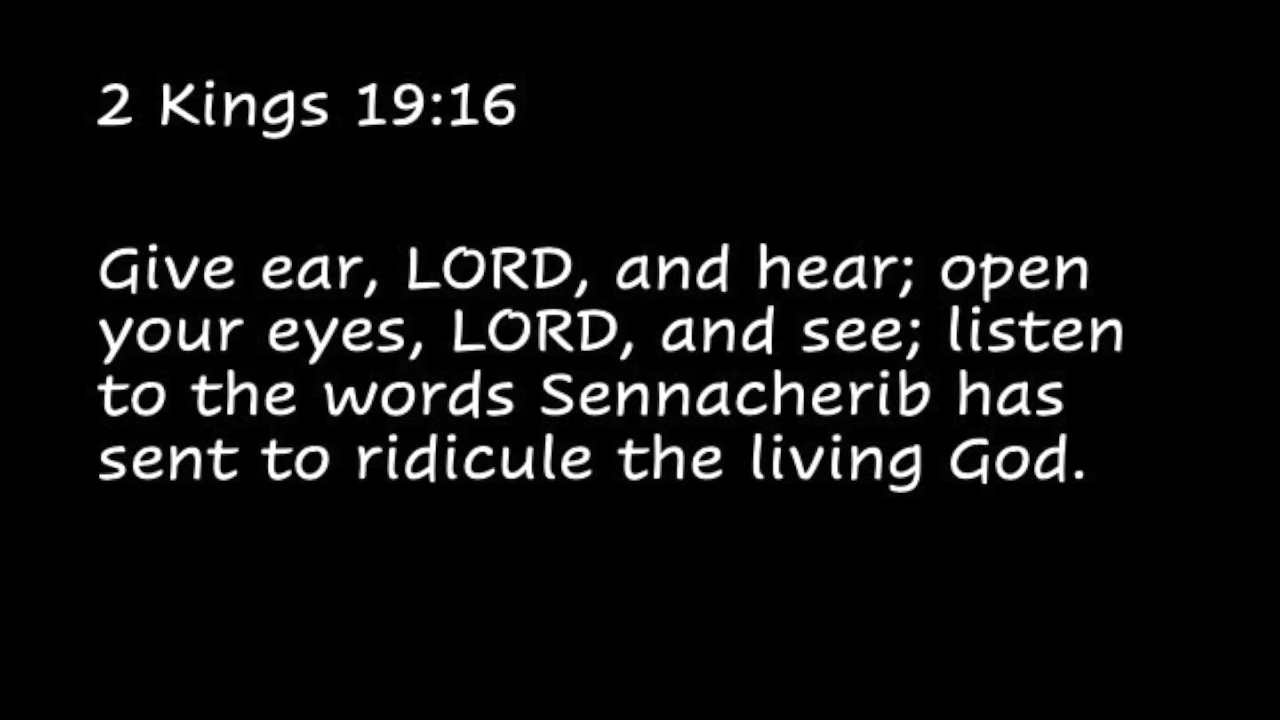 2 Kings 19:16
Give ear, LORD, and hear; open
your eyes, LORD, and see; listen
to the words Sennacherib has
sent to ridicule the living God.